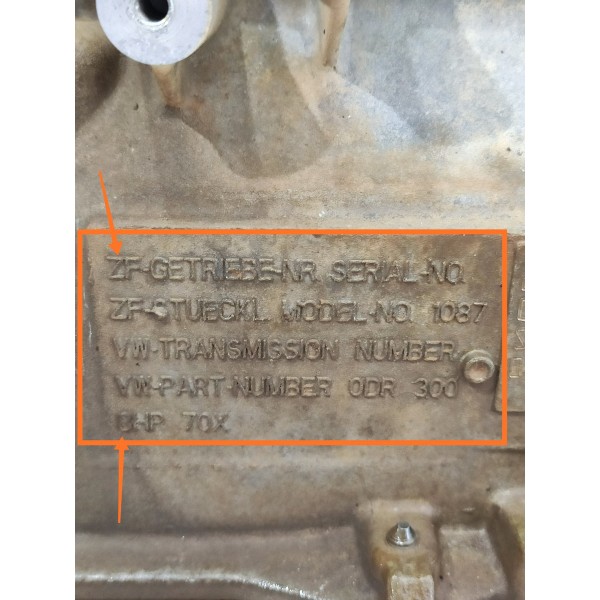 ZF-GETRIEBE-NR. SERIAL-NO.
ZF-STUECKL. MODEL-NO. 1087
VW-TRANSMISSION NUMBER
VW-PART-NUMBER 0DR 300
8HP 70X